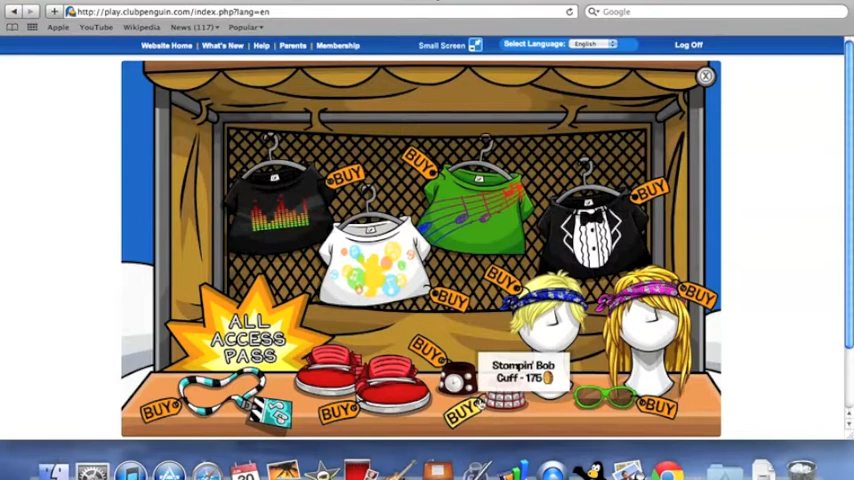 http://play.clubpenguin.com/index.php?lang=en
Google
Apple YouTube Wikipedia News (117) Popular
Website Home What's New Help Parents Membership Small Screen Select Language: English Log Off
BUY
BUY
BUY
BUY
BUY
BUY
ALL
ACCESS
PASS
BUY
Stompin' Bob
Cuff - 175
BUY
BUY
BUY
BUY